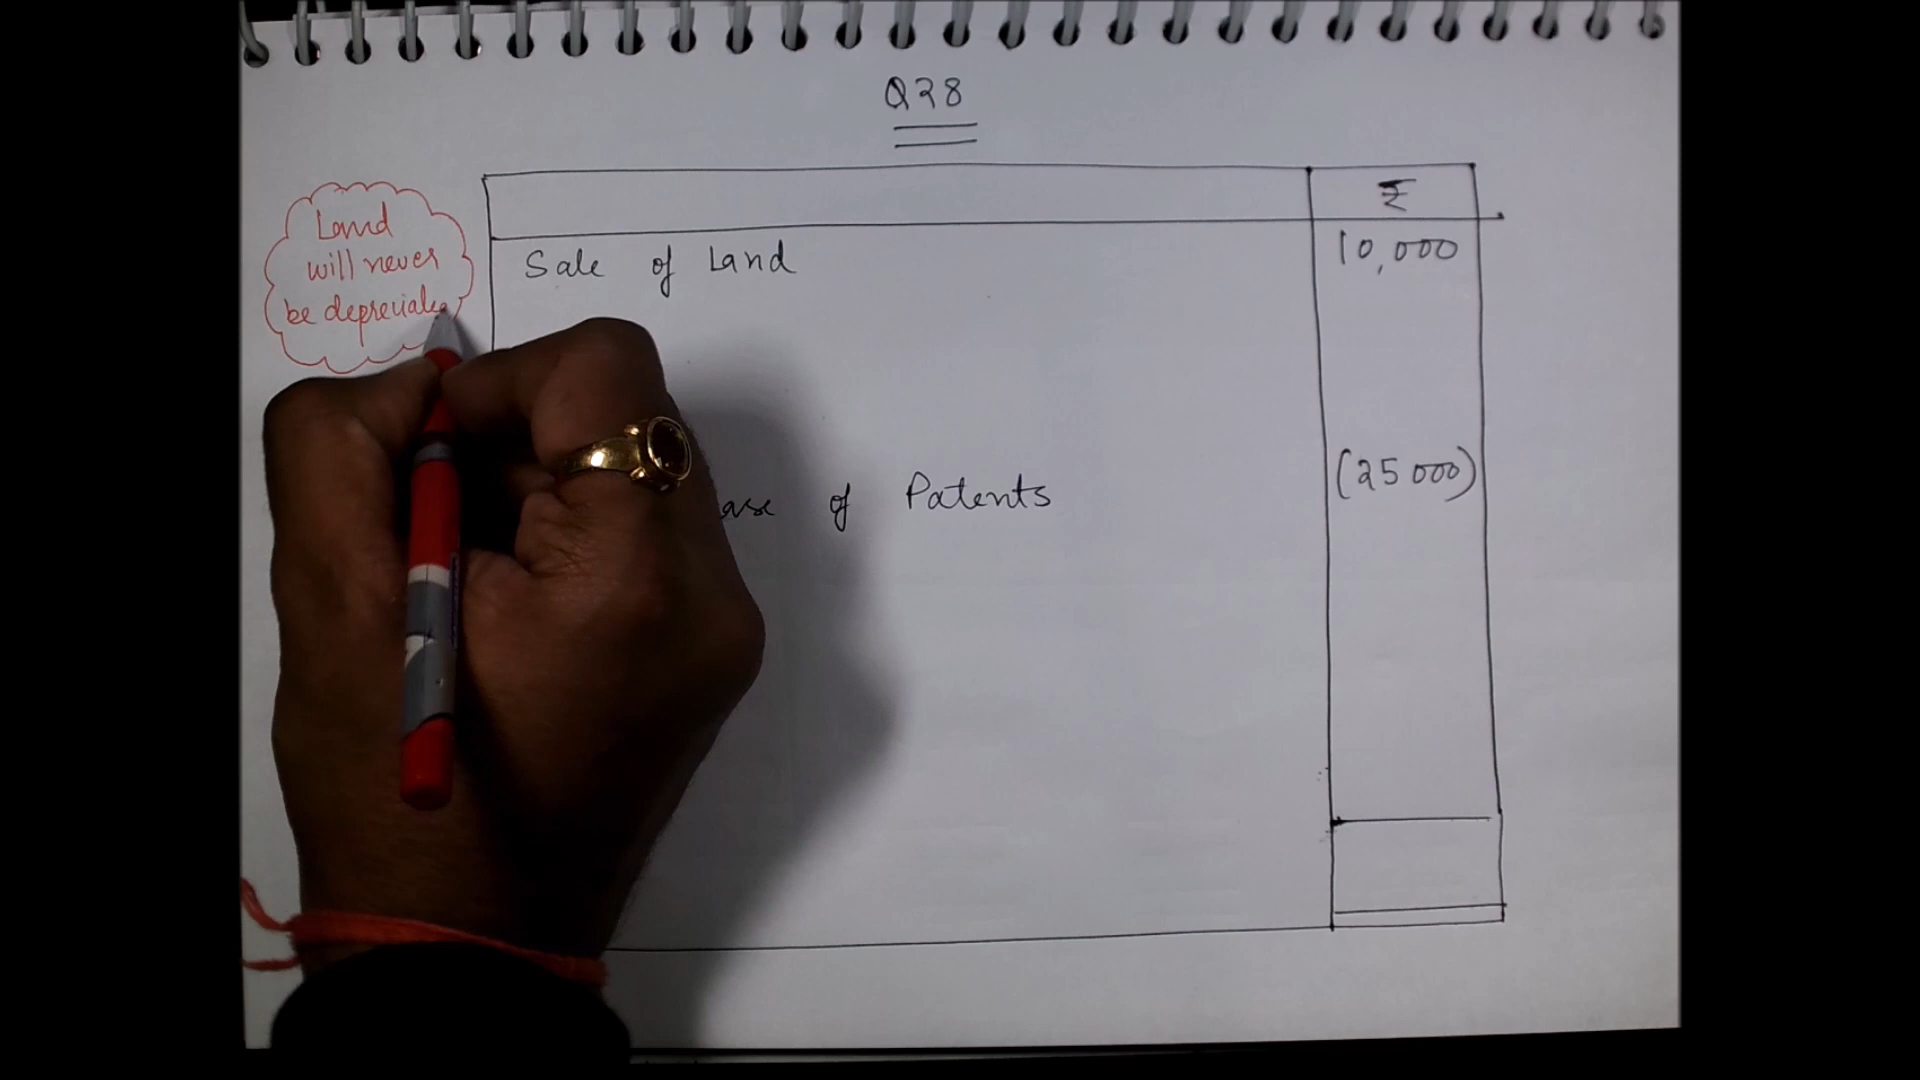 Q28
₹
Land
will never
be depreciated
Sale of Land 10,000
of Patents (25000)